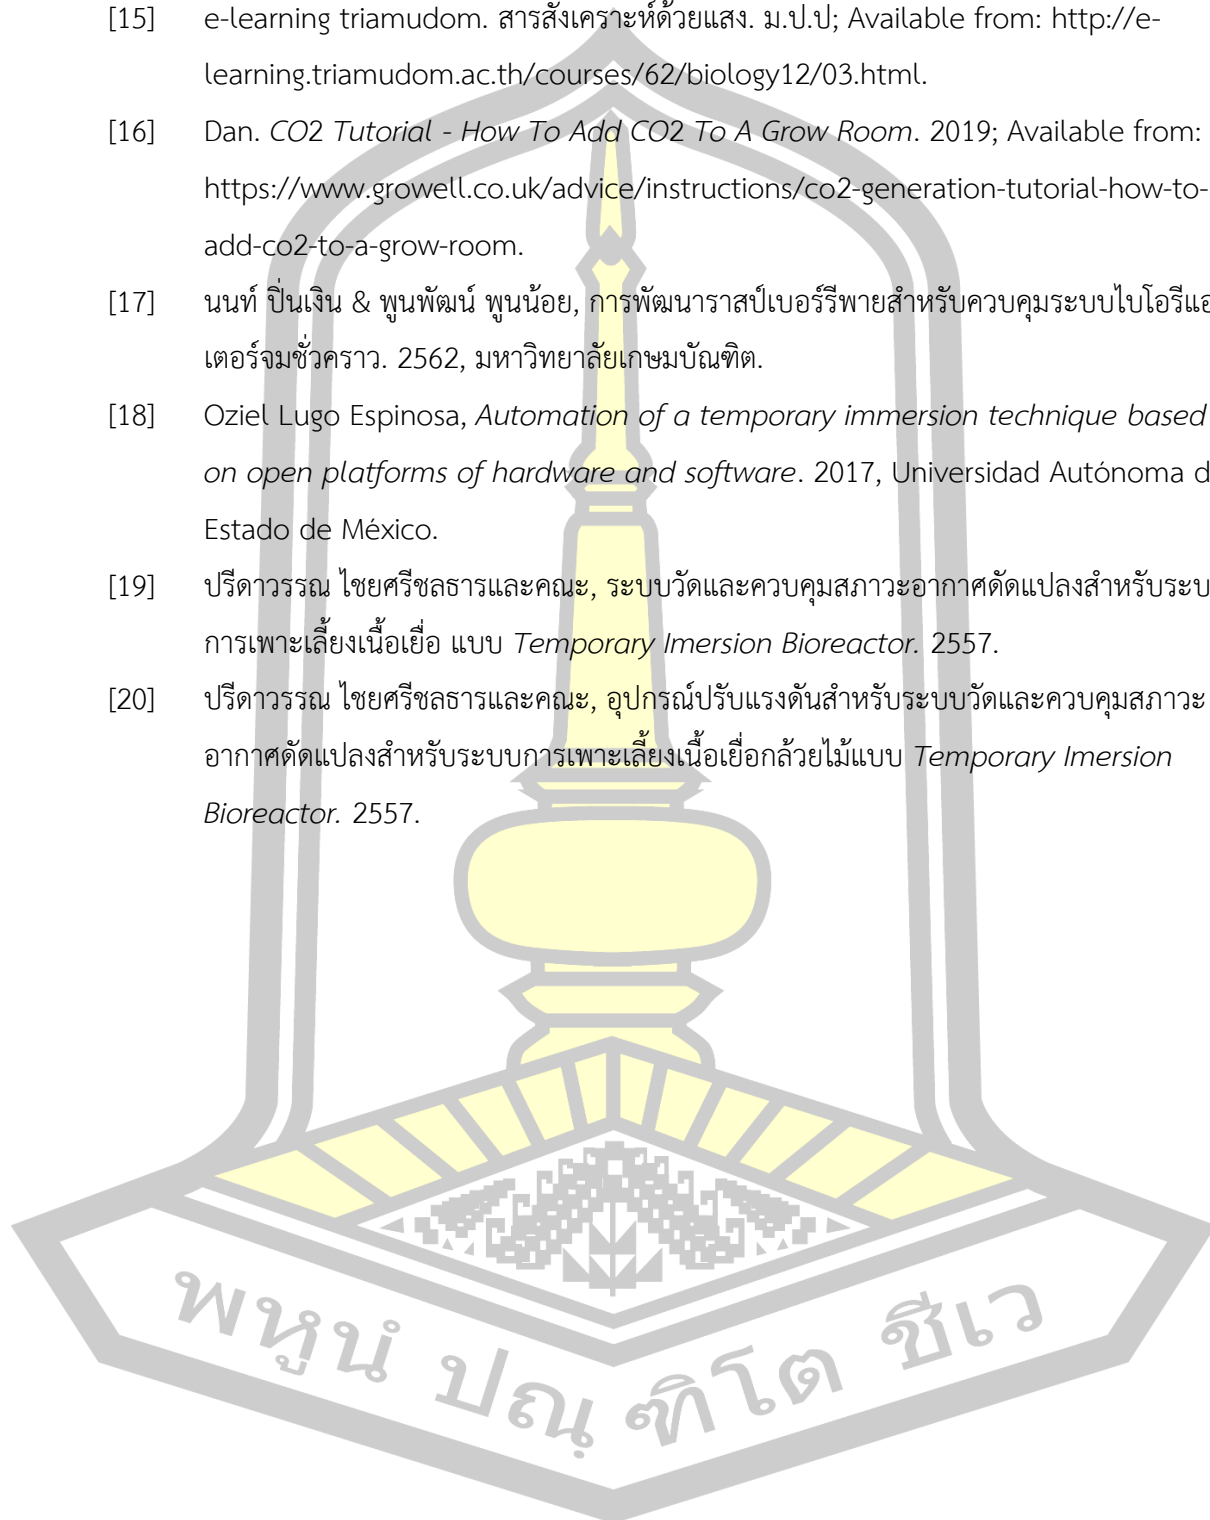 [15] e-learning triamudom. สารสังเคราะห์ด้วยแสง. ม.ป.ป; Available from: http://e-
learning.triamudom.ac.th/courses/62/biology12/03.html.
[16] Dan. CO2 Tutorial - How To Add CO2 To A Grow Room. 2019; Available from:
https://www.growell.co.uk/advice/instructions/co2-generation-tutorial-how-to-
add-co2-to-a-grow-room.
[17] นนท์ ปิ่นเงิน & พูนพัฒน์ พูนน้อย, การพัฒนาราสป์เบอร์รีพายสำหรับควบคุมระบบไบโอรีแอ
เตอร์จมชั่วคราว. 2562, มหาวิทยาลัยเกษมบัณฑิต.
[18] Oziel Lugo Espinosa, Automation of a temporary immersion technique based
on open platforms of hardware and software. 2017, Universidad Autónoma d
Estado de México.
[19] ปรีดาวรรณ ไชยศรีชลธารและคณะ, ระบบวัดและควบคุมสภาวะอากาศดัดแปลงสำหรับระบ
การเพาะเลี้ยงเนื้อเยื่อ แบบ Temporary Imersion Bioreactor. 2557.
[20] ปรีดาวรรณ ไชยศรีชลธารและคณะ, อุปกรณ์ปรับแรงดันสำหรับระบบวัดและควบคุมสภาวะ
อากาศดัดแปลงสำหรับระบบการเพาะเลี้ยงเนื้อเยื่อกล้วยไม้แบบ Temporary Imersion
Bioreactor. 2557.
พหูนํ ปณฺ ฑิโต ชีเว